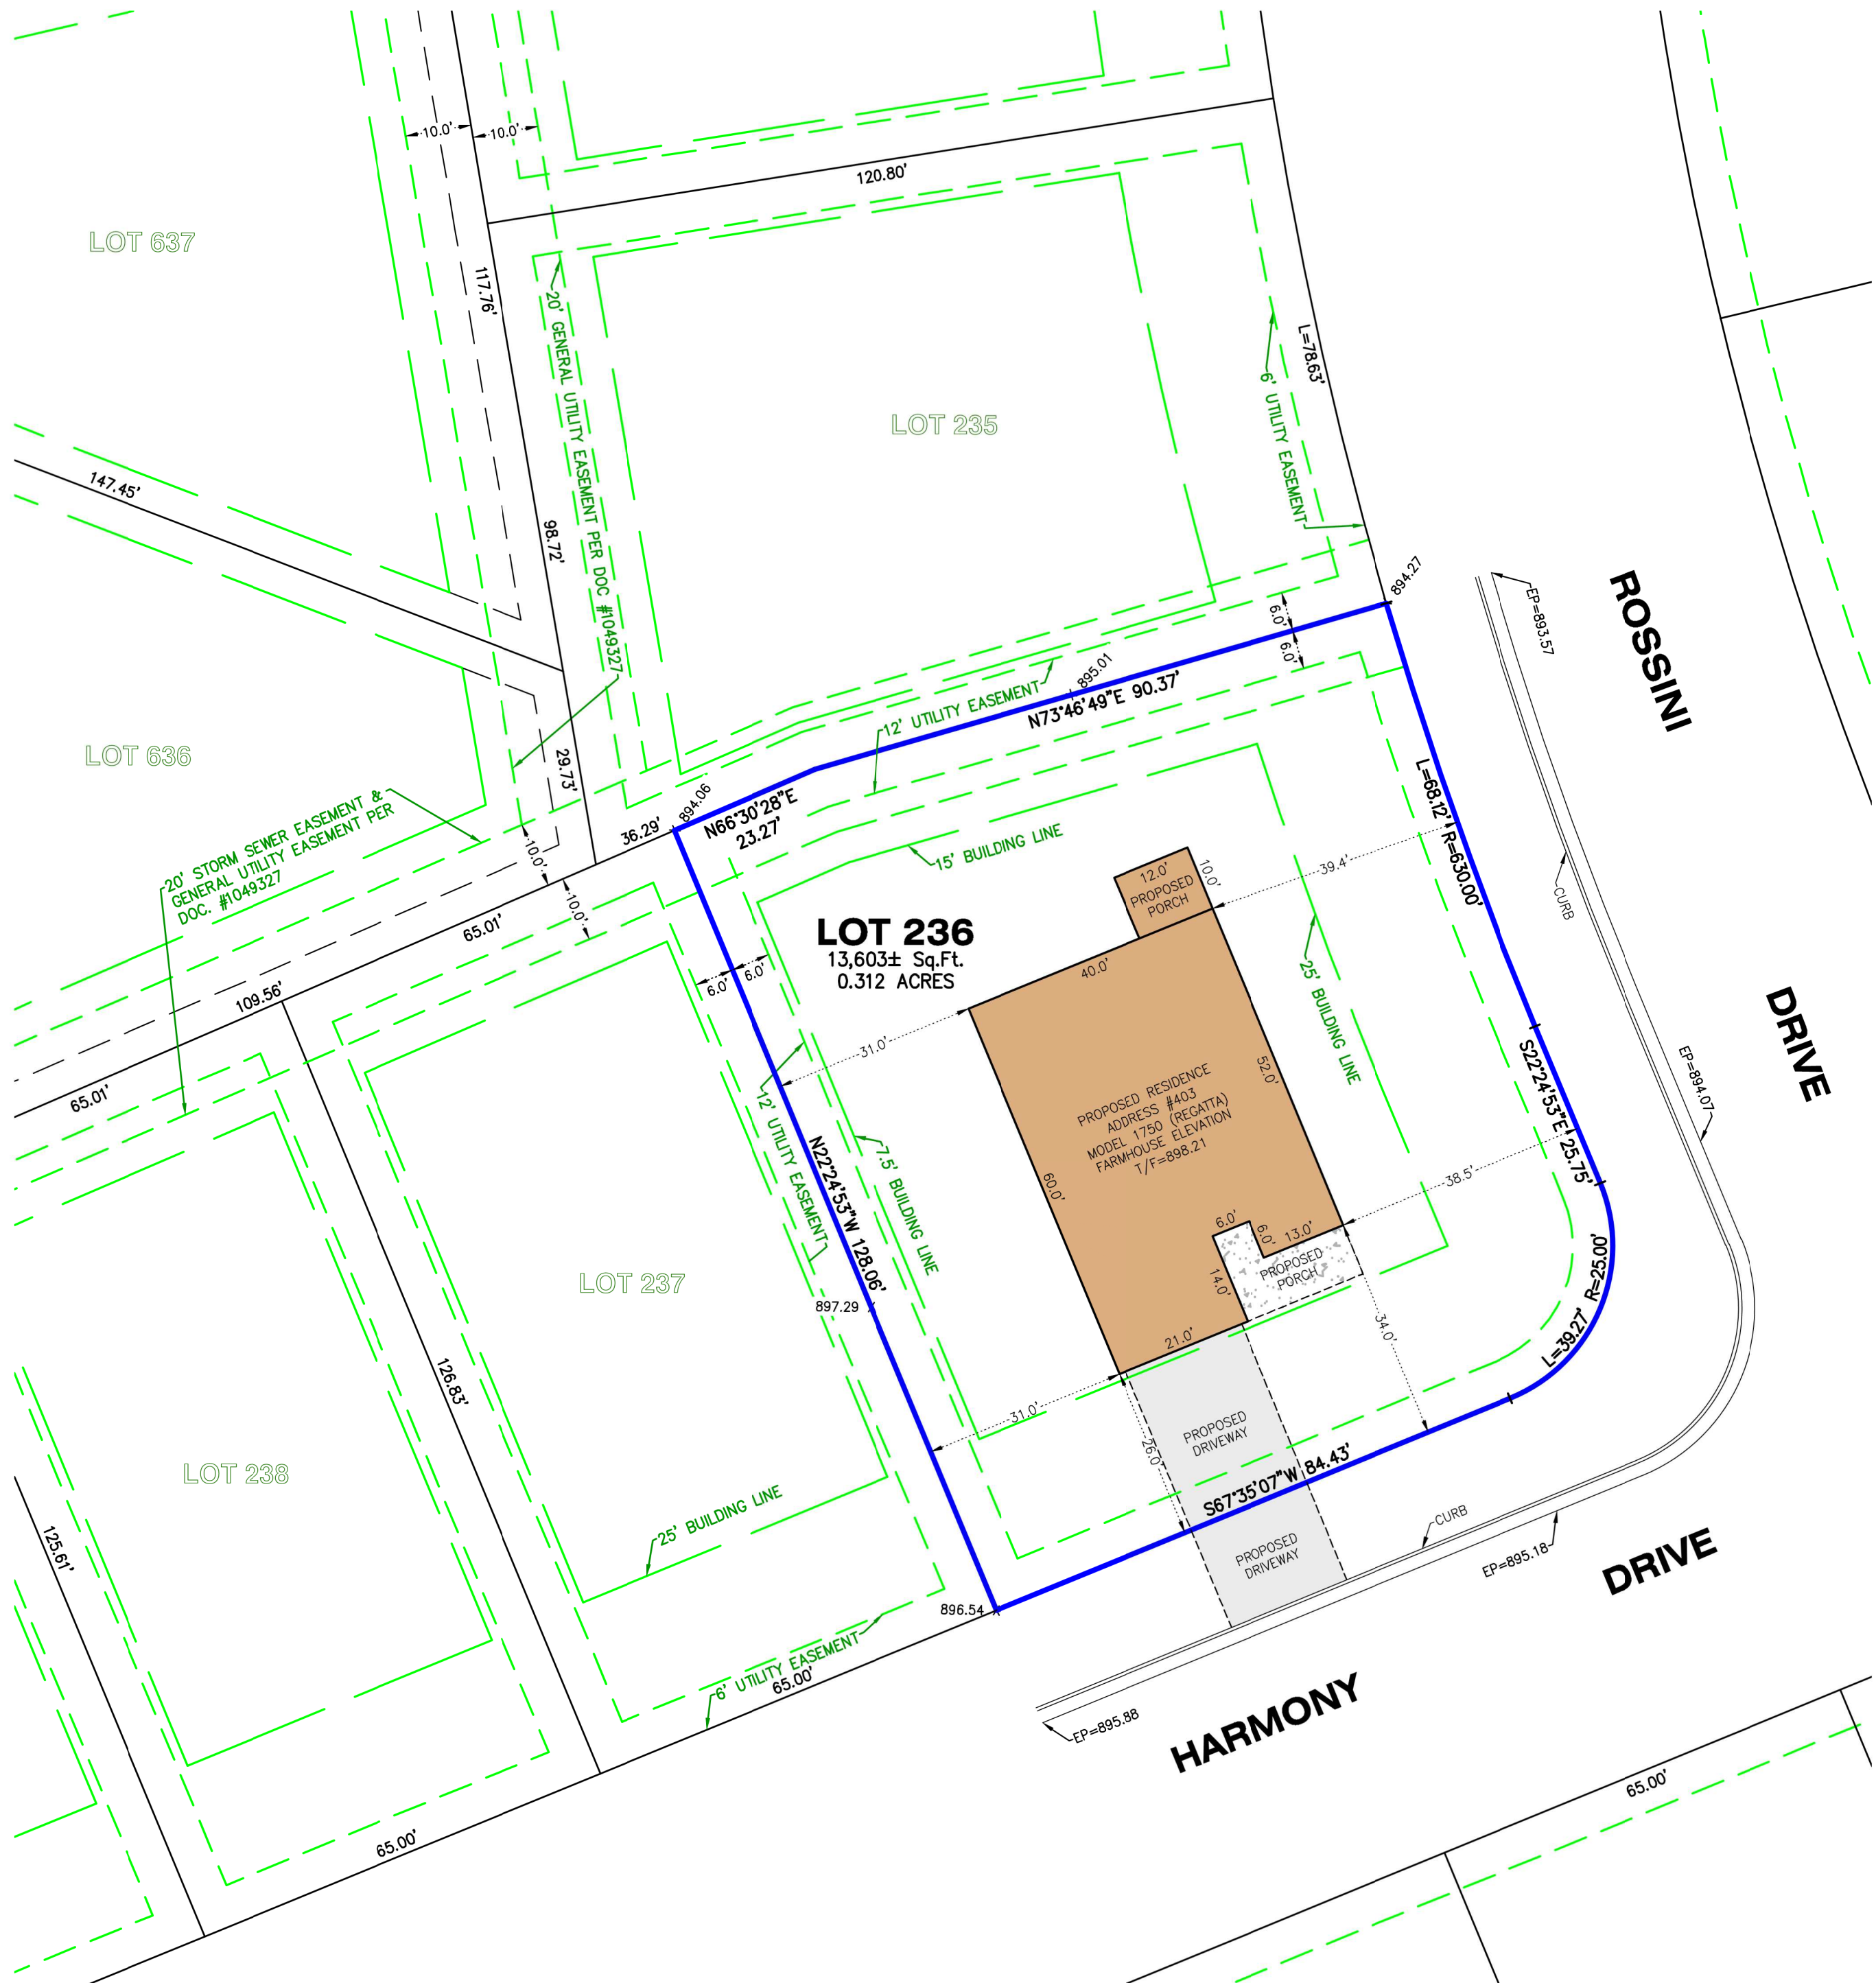 10.0'
10.0'
120.80'
LOT 637
117.76'
20' GENERAL UTILITY EASEMENT PER DOC #1049327
L=78.63'
6' UTILITY EASEMENT
LOT 235
147.45'
98.72'
894.27
EP=893.57
ROSSINI
DRIVE
6.0'
6.0'
895.01
12' UTILITY EASEMENT
N73°46'49"E 90.37'
LOT 636
29.73'
894.06
36.29'
N66°30'28"E
23.27'
L=68.12' R=630.00'
20' STORM SEWER EASEMENT &
GENERAL UTILITY EASEMENT PER
DOC. #1049327
10.0'
10.0'
15' BUILDING LINE
12.0'
10.0'
PROPOSED
PORCH
39.4'
CURB
65.01'
LOT 236
13,603± Sq.Ft.
0.312 ACRES
6.0'
6.0'
40.0'
25' BUILDING LINE
109.56'
65.01'
31.0'
52.0'
S22°24'53"E 25.75'
EP=894.07
PROPOSED RESIDENCE
ADDRESS #403
MODEL 1750 (REGATTA)
FARMHOUSE ELEVATION
T/F=898.21
12' UTILITY EASEMENT
N22°24'53"W 128.06'
7.5' BUILDING LINE
60.0'
38.5'
6.0'
6.0'
13.0'
14.0'
PROPOSED
PORCH
L=39.27' R=25.00'
LOT 237
897.29
21.0'
34.0'
126.83'
31.0'
26.0'
PROPOSED
DRIVEWAY
S67°35'07"W 84.43'
LOT 238
25' BUILDING LINE
125.61'
PROPOSED
DRIVEWAY
CURB
EP=895.18
DRIVE
896.54
6' UTILITY EASEMENT
65.00'
EP=895.88
HARMONY
65.00'
65.00'